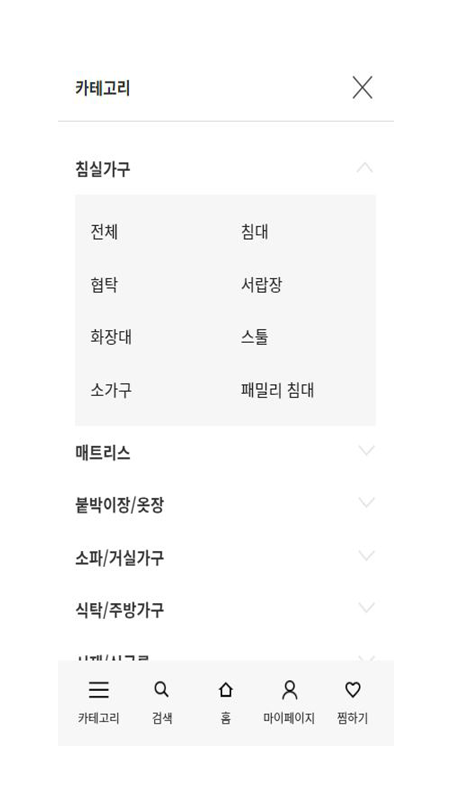 카테고리
침실가구
전체 침대
협탁 서랍장
화장대 스툴
소가구 패밀리 침대
매트리스
붙박이장/옷장
소파/거실가구
식탁/주방가구
카테고리 검색 홈 마이페이지 찜하기